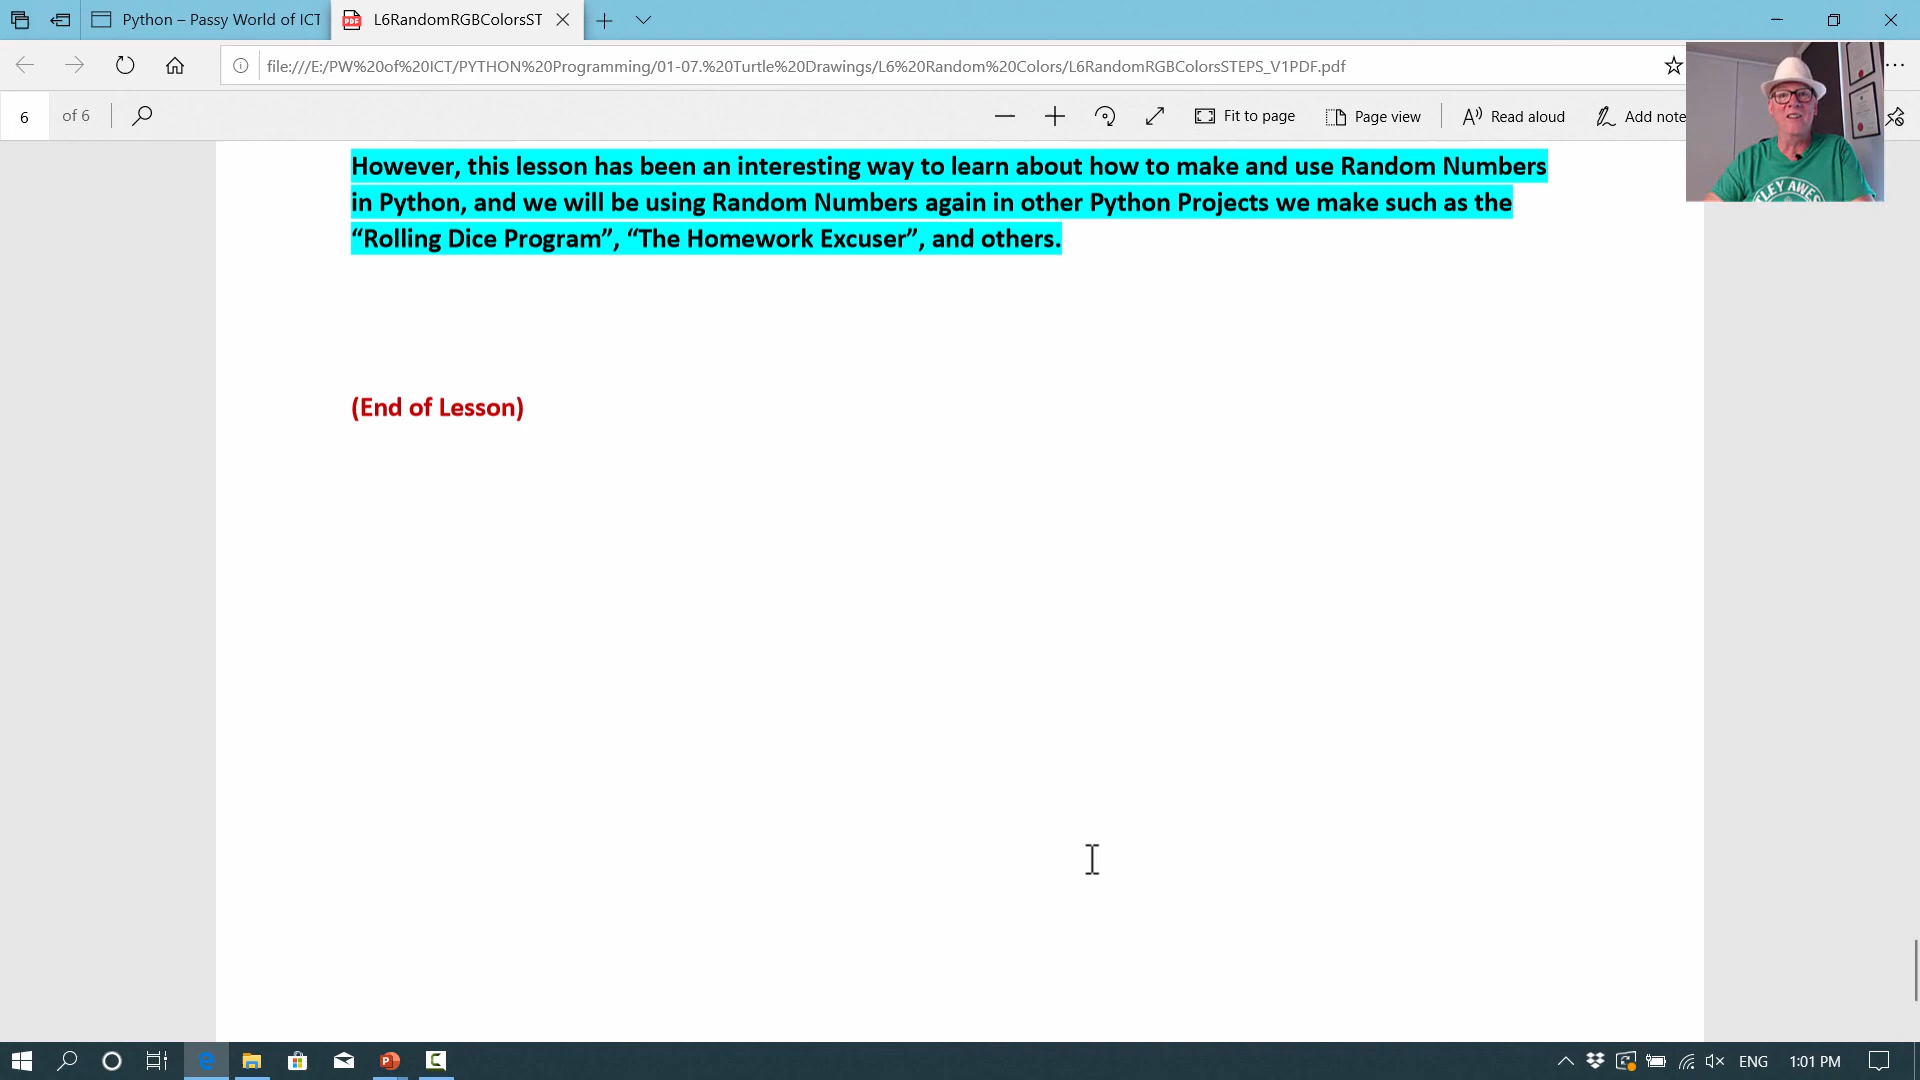 Python – Passy World of ICT
L6RandomRGBColorsST
file:///E:/PW%20of%20ICT/PYTHON%20Programming/01-07.%20Turtle%20Drawings/L6%20Random%20Colors/L6RandomRGBColorsSTEPS_V1PDF.pdf
6 of 6
Fit to page
Page view
Read aloud
Add note
However, this lesson has been an interesting way to learn about how to make and use Random Numbers
in Python, and we will be using Random Numbers again in other Python Projects we make such as the
“Rolling Dice Program”, “The Homework Excuser”, and others.
(End of Lesson)
ENG
1:01 PM